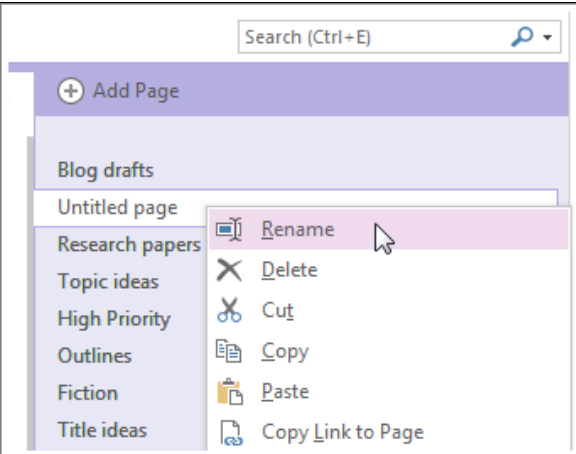 Search (Ctrl+E)
Add Page
Blog drafts
Untitled page
Rename
Research papers
Delete
Topic ideas
Cut
High Priority
Copy
Outlines
Paste
Fiction
Copy Link to Page
Title ideas